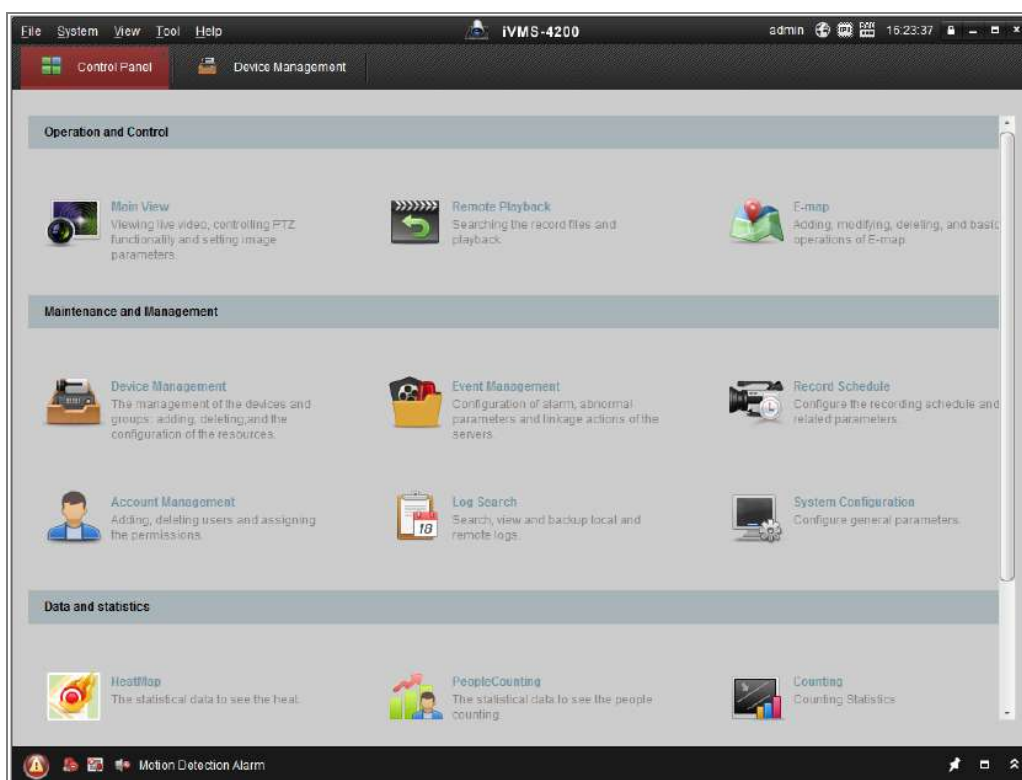 File System View Tool Help iVMS-4200 admin 16:23:37
Control Panel Device Management
Operation and Control
Main View
Viewing live video, controlling PTZ
functionality and setting image
parameters.
Remote Playback
Searching the record files and
playback.
E-map
Adding, modifying, deleting, and basic
operations of E-map.
Maintenance and Management
Device Management
The management of the devices and
groups: adding, deleting,and the
configuration of the resources.
Event Management
Configuration of alarm, abnormal
parameters and linkage actions of the
servers.
Record Schedule
Configure the recording schedule and
related parameters.
Account Management
Adding, deleting users and assigning
the permissions.
Log Search
Search, view and backup local and
remote logs.
18
System Configuration
Configure general parameters.
Data and statistics
HeatMap
The statistical data to see the heat.
PeopleCounting
The statistical data to see the people
counting.
Counting
Counting Statistics
Motion Detection Alarm